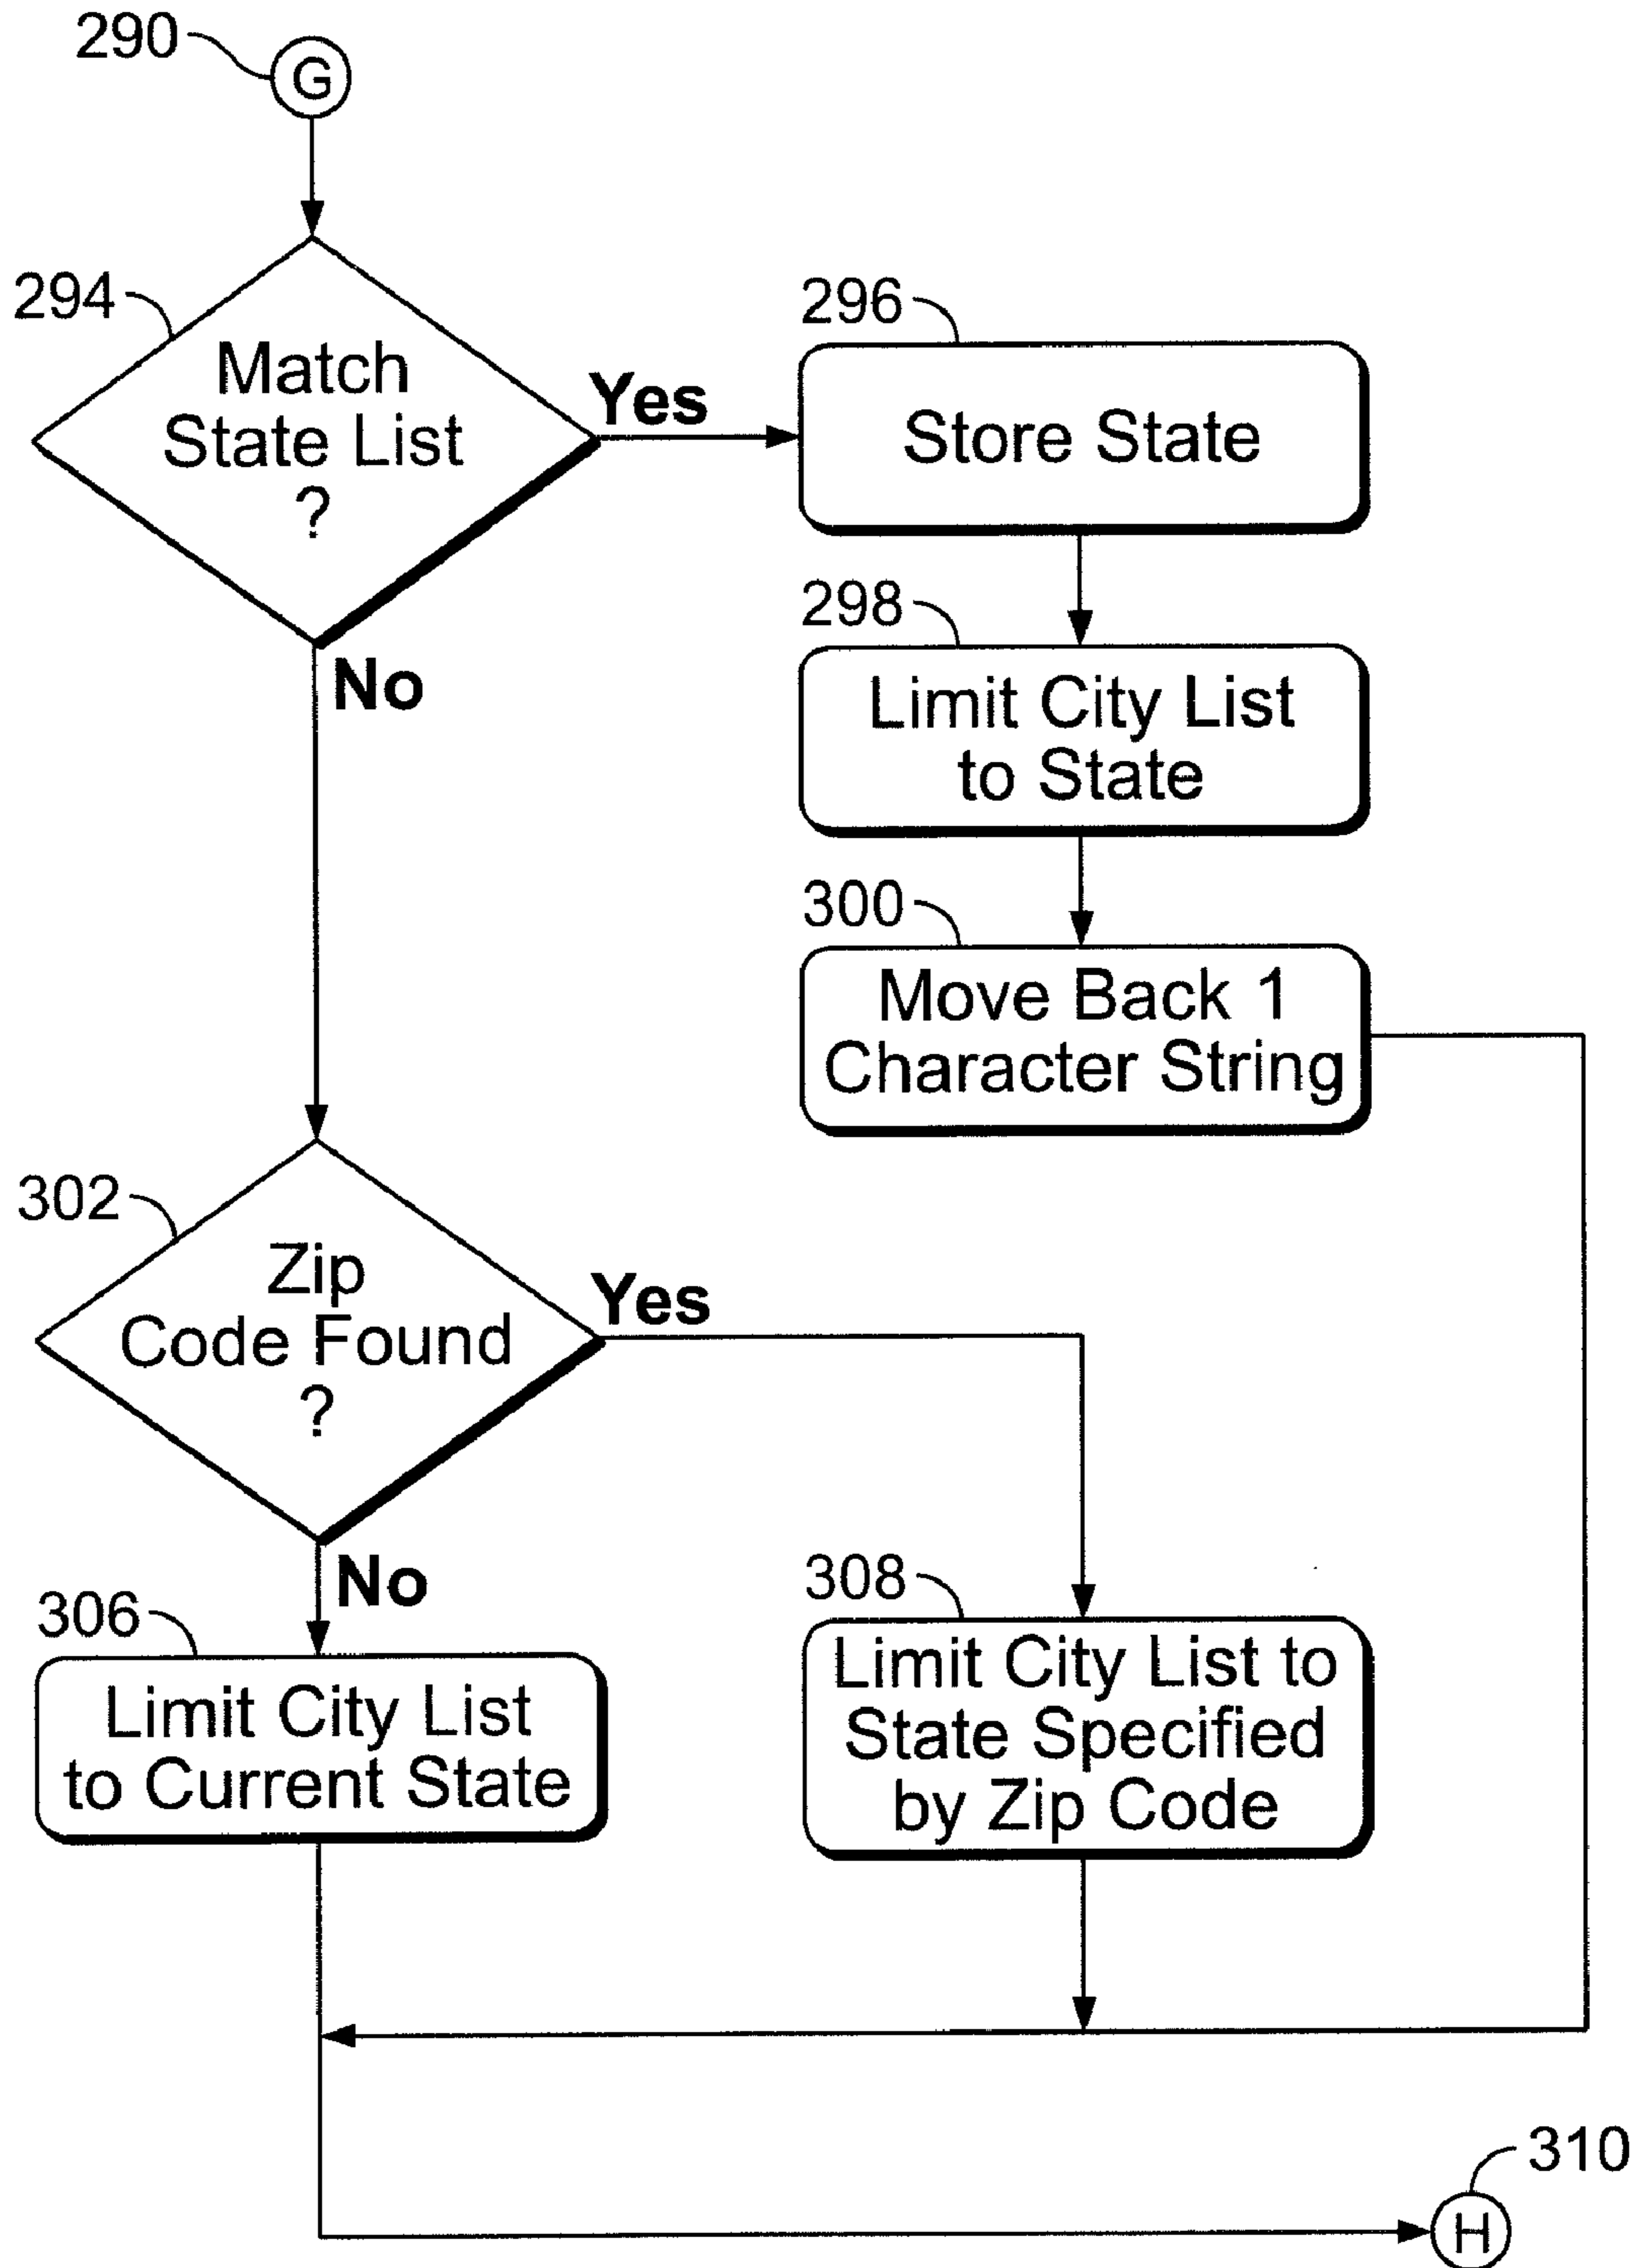 290
G
294
Match
State List
?
Yes
296
Store State
No
298
Limit City List
to State
300
Move Back 1
Character String
302
Zip
Code Found
?
Yes
No
306
Limit City List
to Current State
308
Limit City List to
State Specified
by Zip Code
310
H